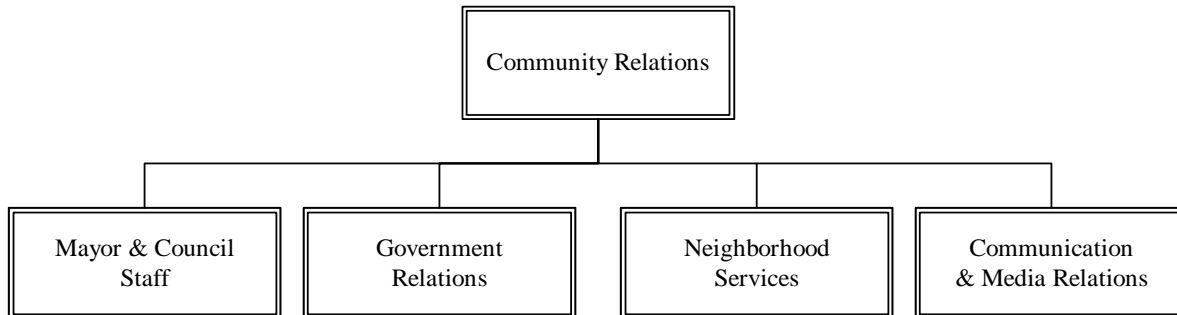 Community Relations
Mayor & Council
Staff
Government
Relations
Neighborhood
Services
Communication
& Media Relations